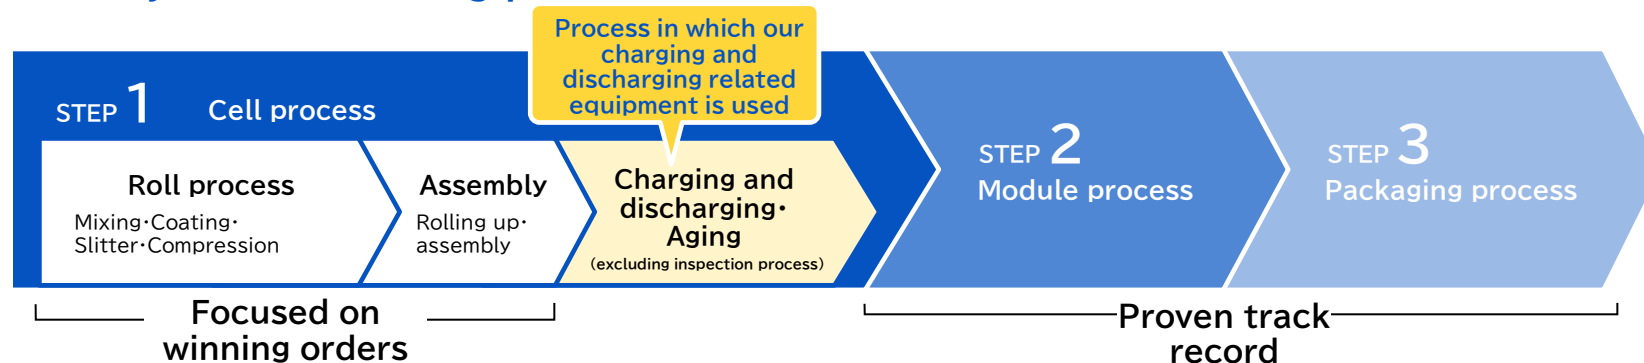 Process in which our
charging and
discharging related
equipment is used
STEP 1 Cell process
Roll process
Mixing・Coating・
Slitter・Compression
Assembly
Rolling up・
assembly
Charging and
discharging・
Aging
(excluding inspection process)
STEP 2
Module process
STEP 3
Packaging process
Focused on
winning orders
Proven track
record